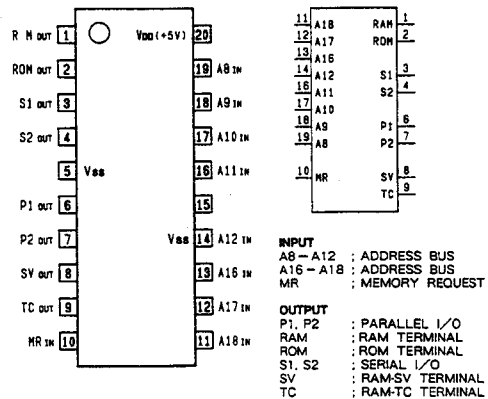 R M OUT 1 VDD (+5V) 20
ROM OUT 2 19 A8 IN
S1 OUT 3 18 A9 IN
S2 OUT 4 17 A10 IN
5 Vss 16 A11 IN
P1 OUT 6 15
P2 OUT 7 Vss 14 A12 IN
SV OUT 8 13 A16 IN
TC OUT 9 12 A17 IN
MR IN 10 11 A18 IN
11 A18 RAM 1
12 A17 ROM 2
13 A16
14 A12 S1 3
16 A11 S2 4
17 A10
18 A9 P1 6
19 A8 P2 7
10 MR SV 8
TC 9
INPUT
A8-A12 ; ADDRESS BUS
A16-A18 ; ADDRESS BUS
MR ; MEMORY REQUEST
OUTPUT
P1, P2 ; PARALLEL I/O
RAM ; RAM TERMINAL
ROM ; ROM TERMINAL
S1, S2 ; SERIAL I/O
SV ; RAM-SV TERMINAL
TC ; RAM-TC TERMINAL